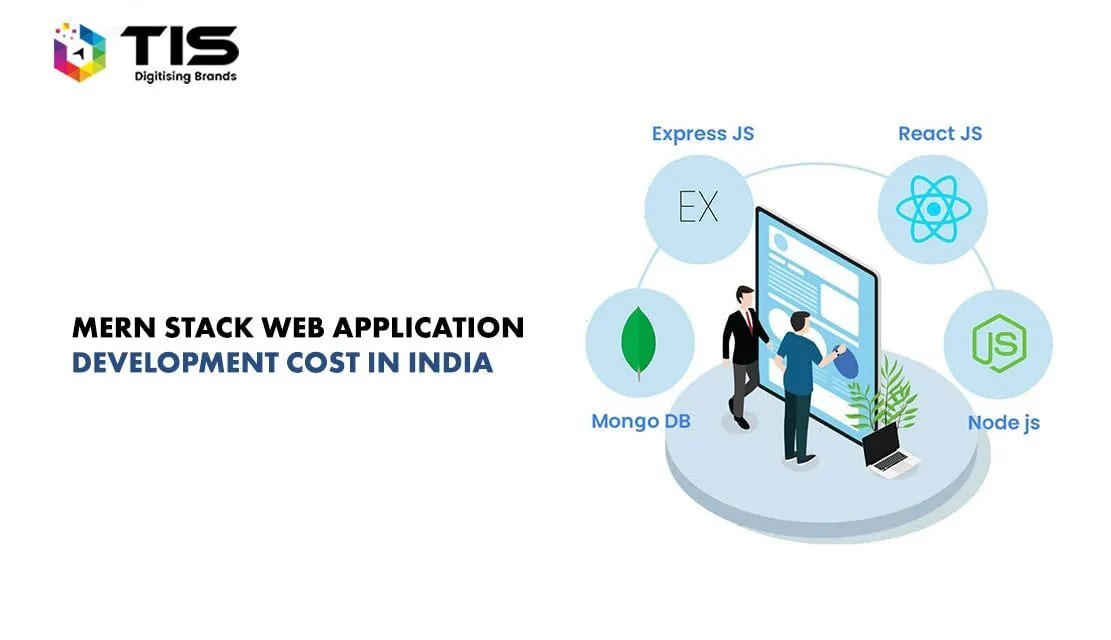 TIS
Digitising Brands
Express JS
React JS
EX
MERN STACK WEB APPLICATION
DEVELOPMENT COST IN INDIA
JS
Mongo DB
Node js